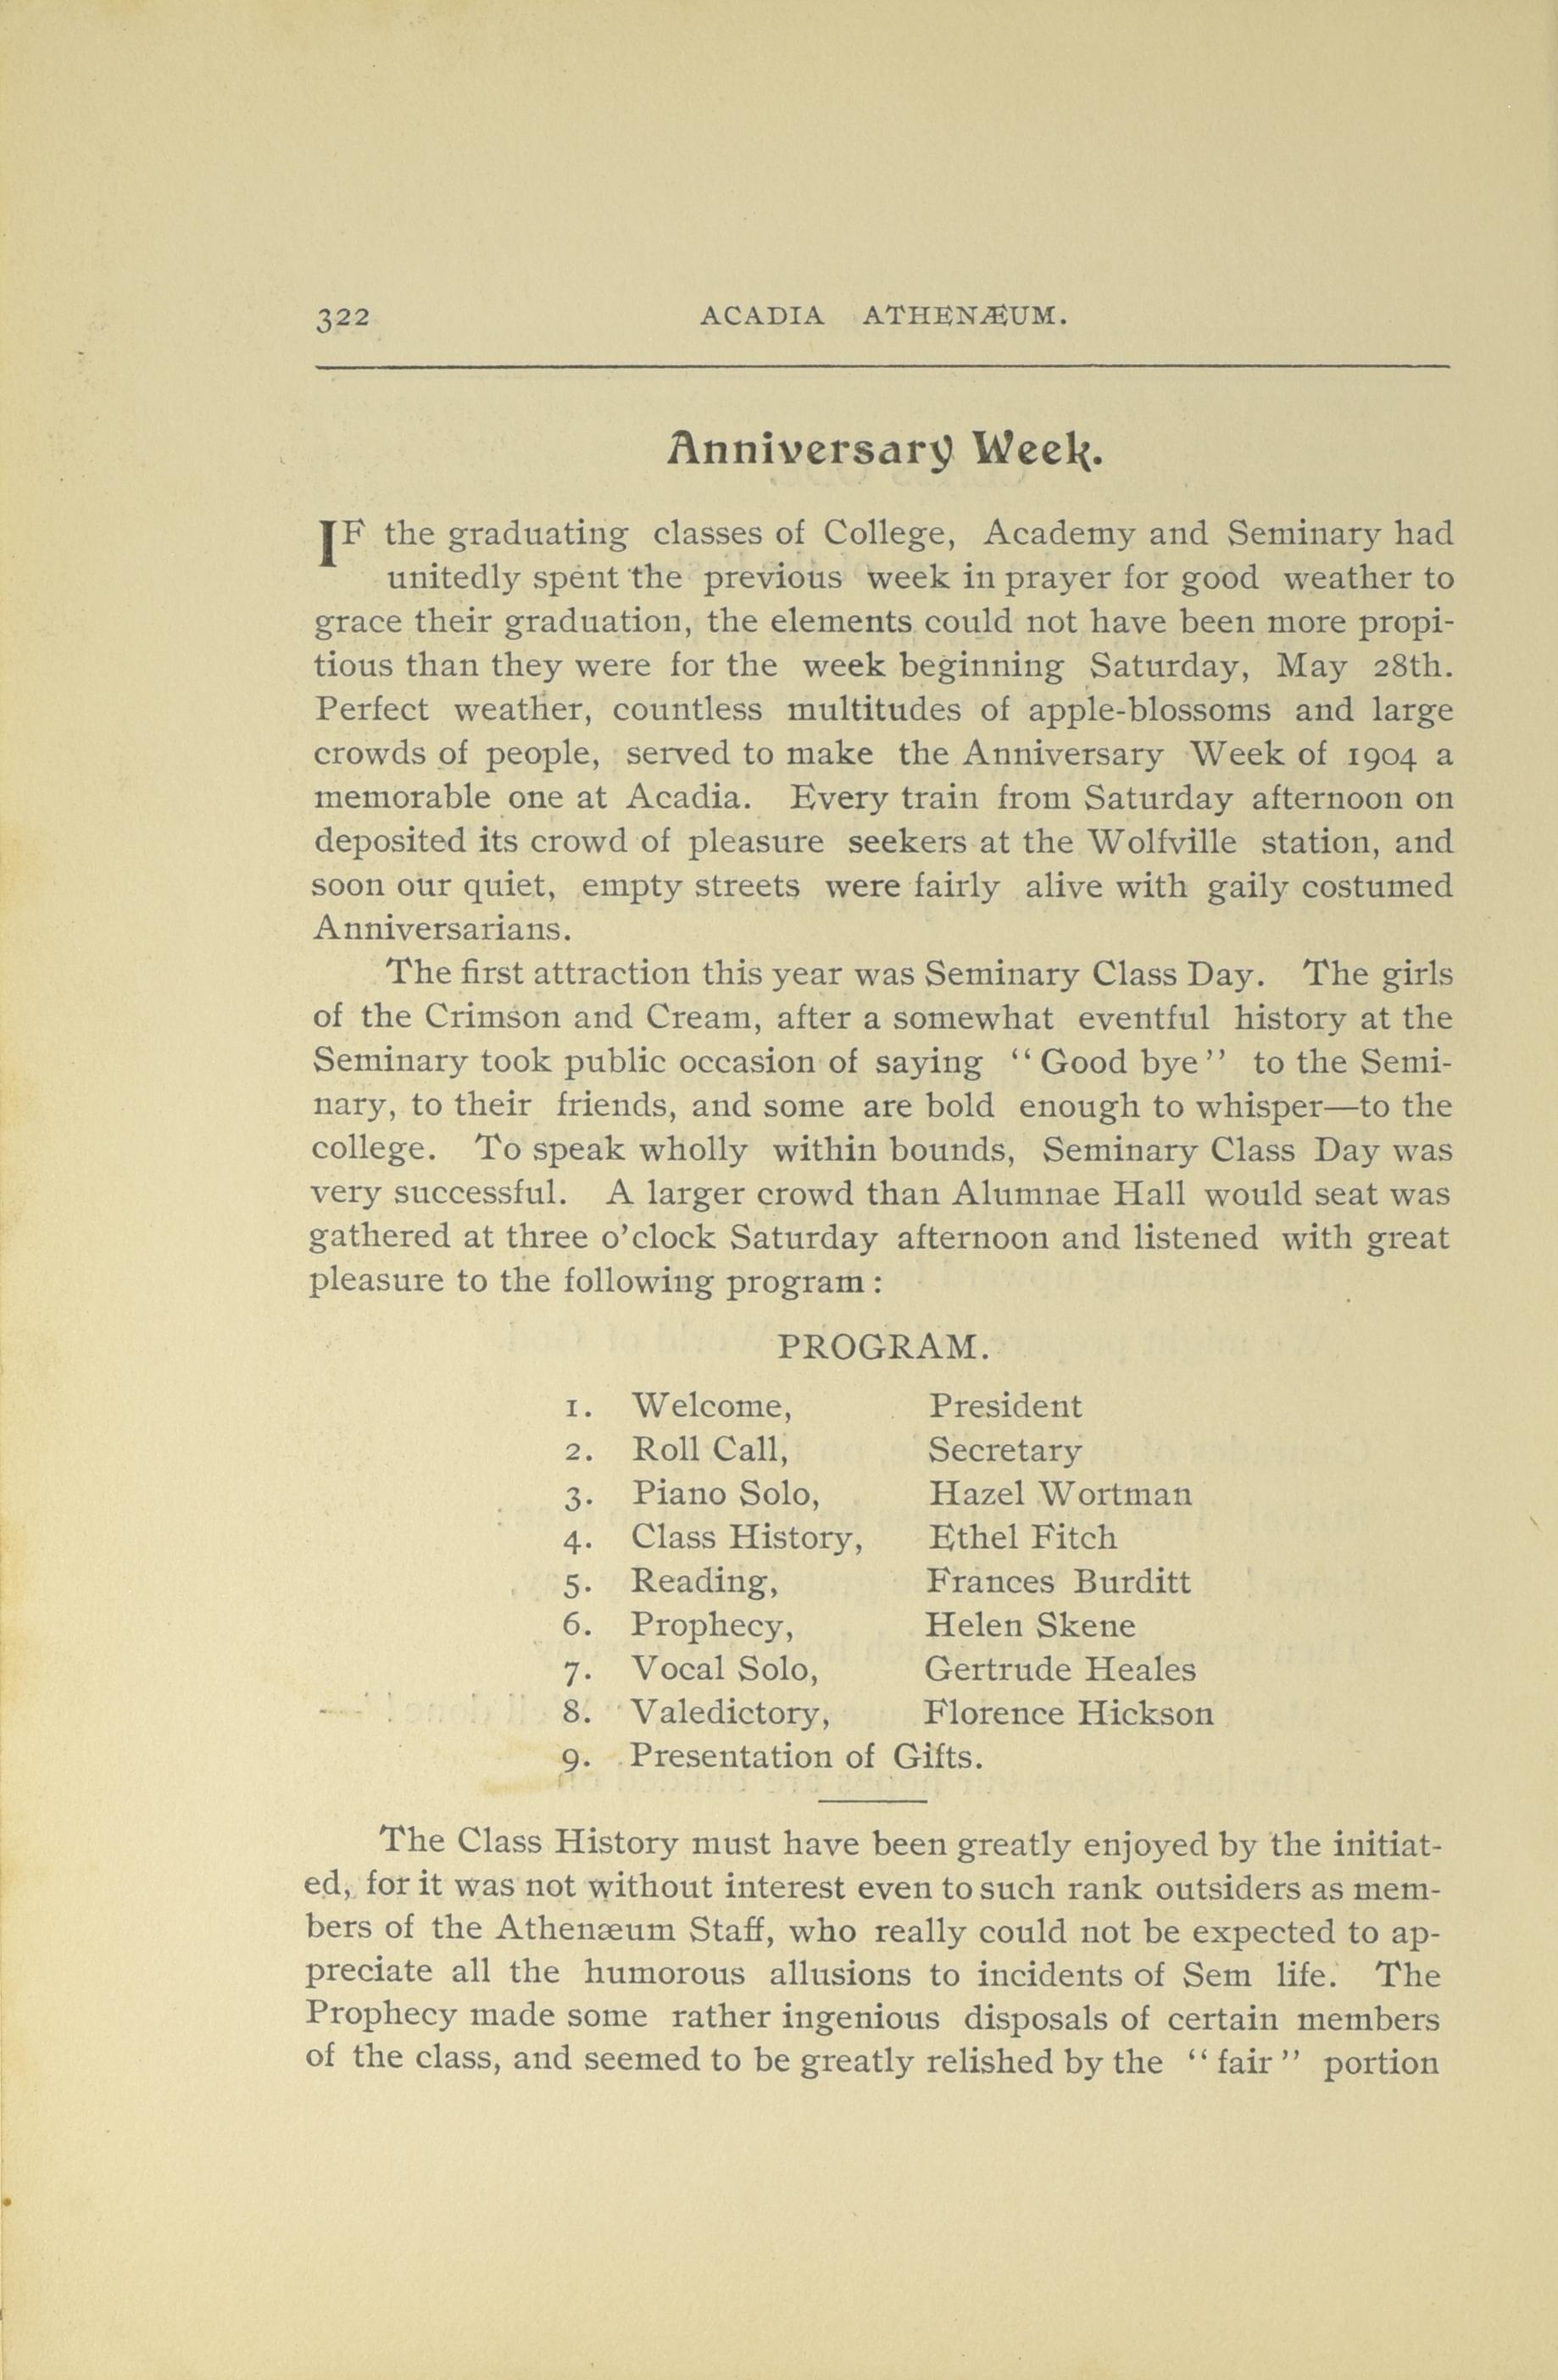 322 ACADIA ATHENÆUM.
Anniversary Week.
IF the graduating classes of College, Academy and Seminary had
unitedly spent the previous week in prayer for good weather to
grace their graduation, the elements could not have been more propi-
tious than they were for the week beginning Saturday, May 28th.
Perfect weather, countless multitudes of apple-blossoms and large
crowds of people, served to make the Anniversary Week of 1904 a
memorable one at Acadia. Every train from Saturday afternoon on
deposited its crowd of pleasure seekers at the Wolfville station, and
soon our quiet, empty streets were fairly alive with gaily costumed
Anniversarians.
The first attraction this year was Seminary Class Day. The girls
of the Crimson and Cream, after a somewhat eventful history at the
Seminary took public occasion of saying “Good bye” to the Semi-
nary, to their friends, and some are bold enough to whisper—to the
college. To speak wholly within bounds, Seminary Class Day was
very successful. A larger crowd than Alumnae Hall would seat was
gathered at three o’clock Saturday afternoon and listened with great
pleasure to the following program:
PROGRAM.
1. Welcome, President
2. Roll Call, Secretary
3. Piano Solo, Hazel Wortman
4. Class History, Ethel Fitch
5. Reading, Frances Burditt
6. Prophecy, Helen Skene
7. Vocal Solo, Gertrude Heales
8. Valedictory, Florence Hickson
9. Presentation of Gifts.
The Class History must have been greatly enjoyed by the initiat-
ed, for it was not without interest even to such rank outsiders as mem-
bers of the Athenæum Staff, who really could not be expected to ap-
preciate all the humorous allusions to incidents of Sem life. The
Prophecy made some rather ingenious disposals of certain members
of the class, and seemed to be greatly relished by the “fair” portion